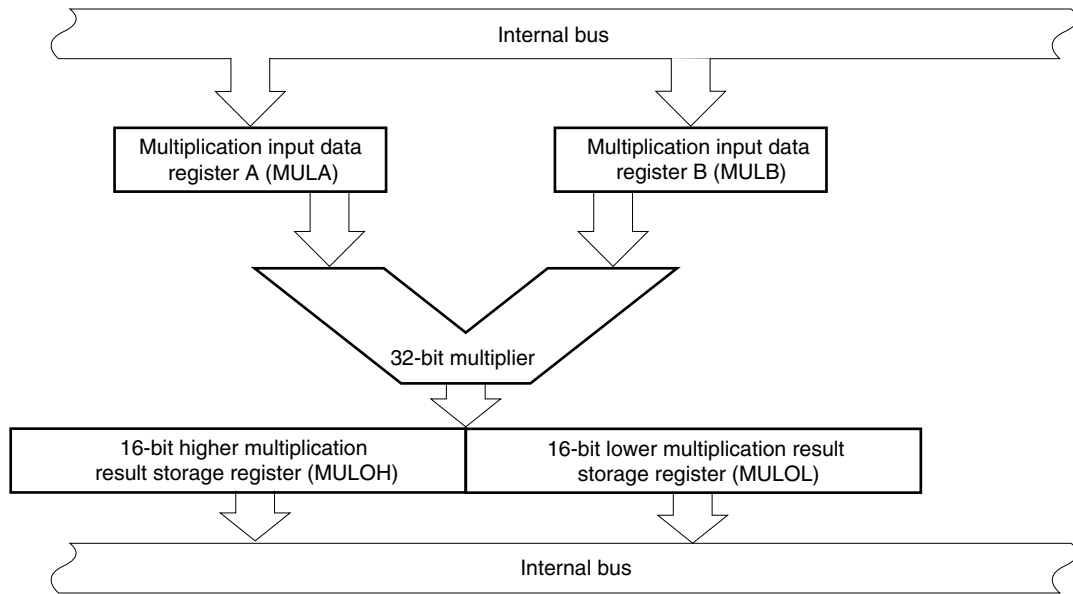 Internal bus
Multiplication input data
register A (MULA)
Multiplication input data
register B (MULB)
32-bit multiplier
16-bit higher multiplication
result storage register (MULOH)
16-bit lower multiplication result
storage register (MULOL)
Internal bus